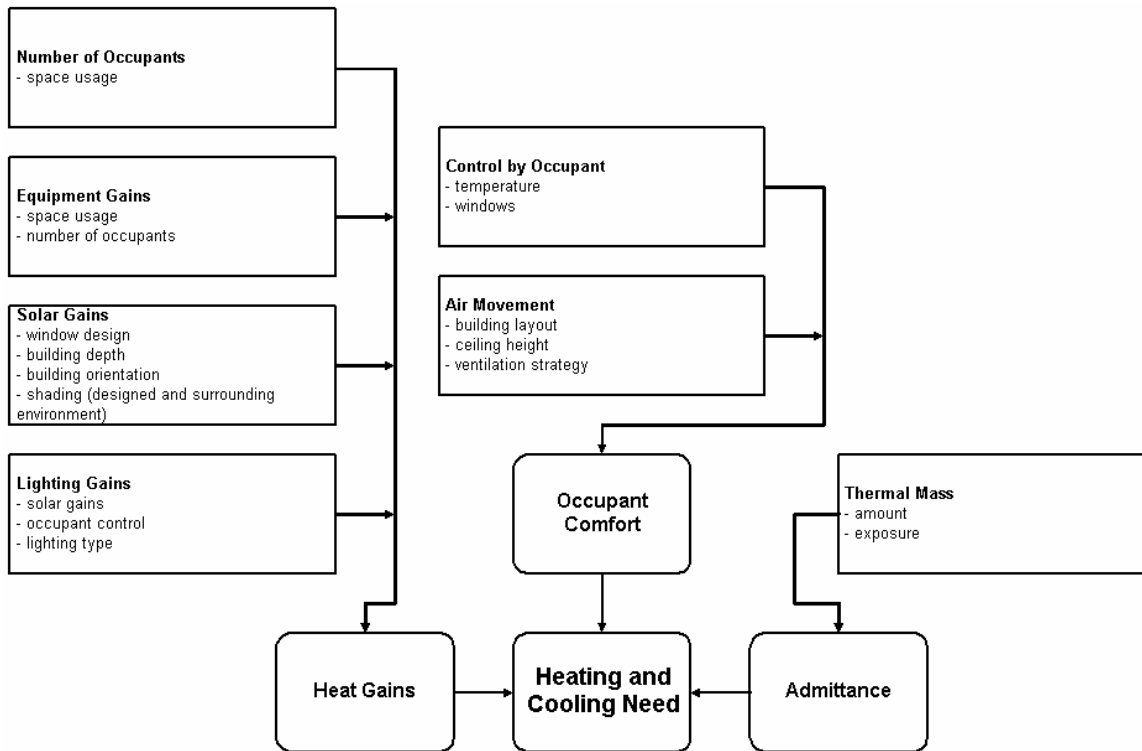 Number of Occupants
- space usage
Equipment Gains
- space usage
- number of occupants
Solar Gains
- window design
- building depth
- building orientation
- shading (designed and surrounding
environment)
Lighting Gains
- solar gains
- occupant control
- lighting type
Control by Occupant
- temperature
- windows
Air Movement
- building layout
- ceiling height
- ventilation strategy
Occupant
Comfort
Thermal Mass
- amount
- exposure
Heat Gains
Heating and
Cooling Need
Admittance